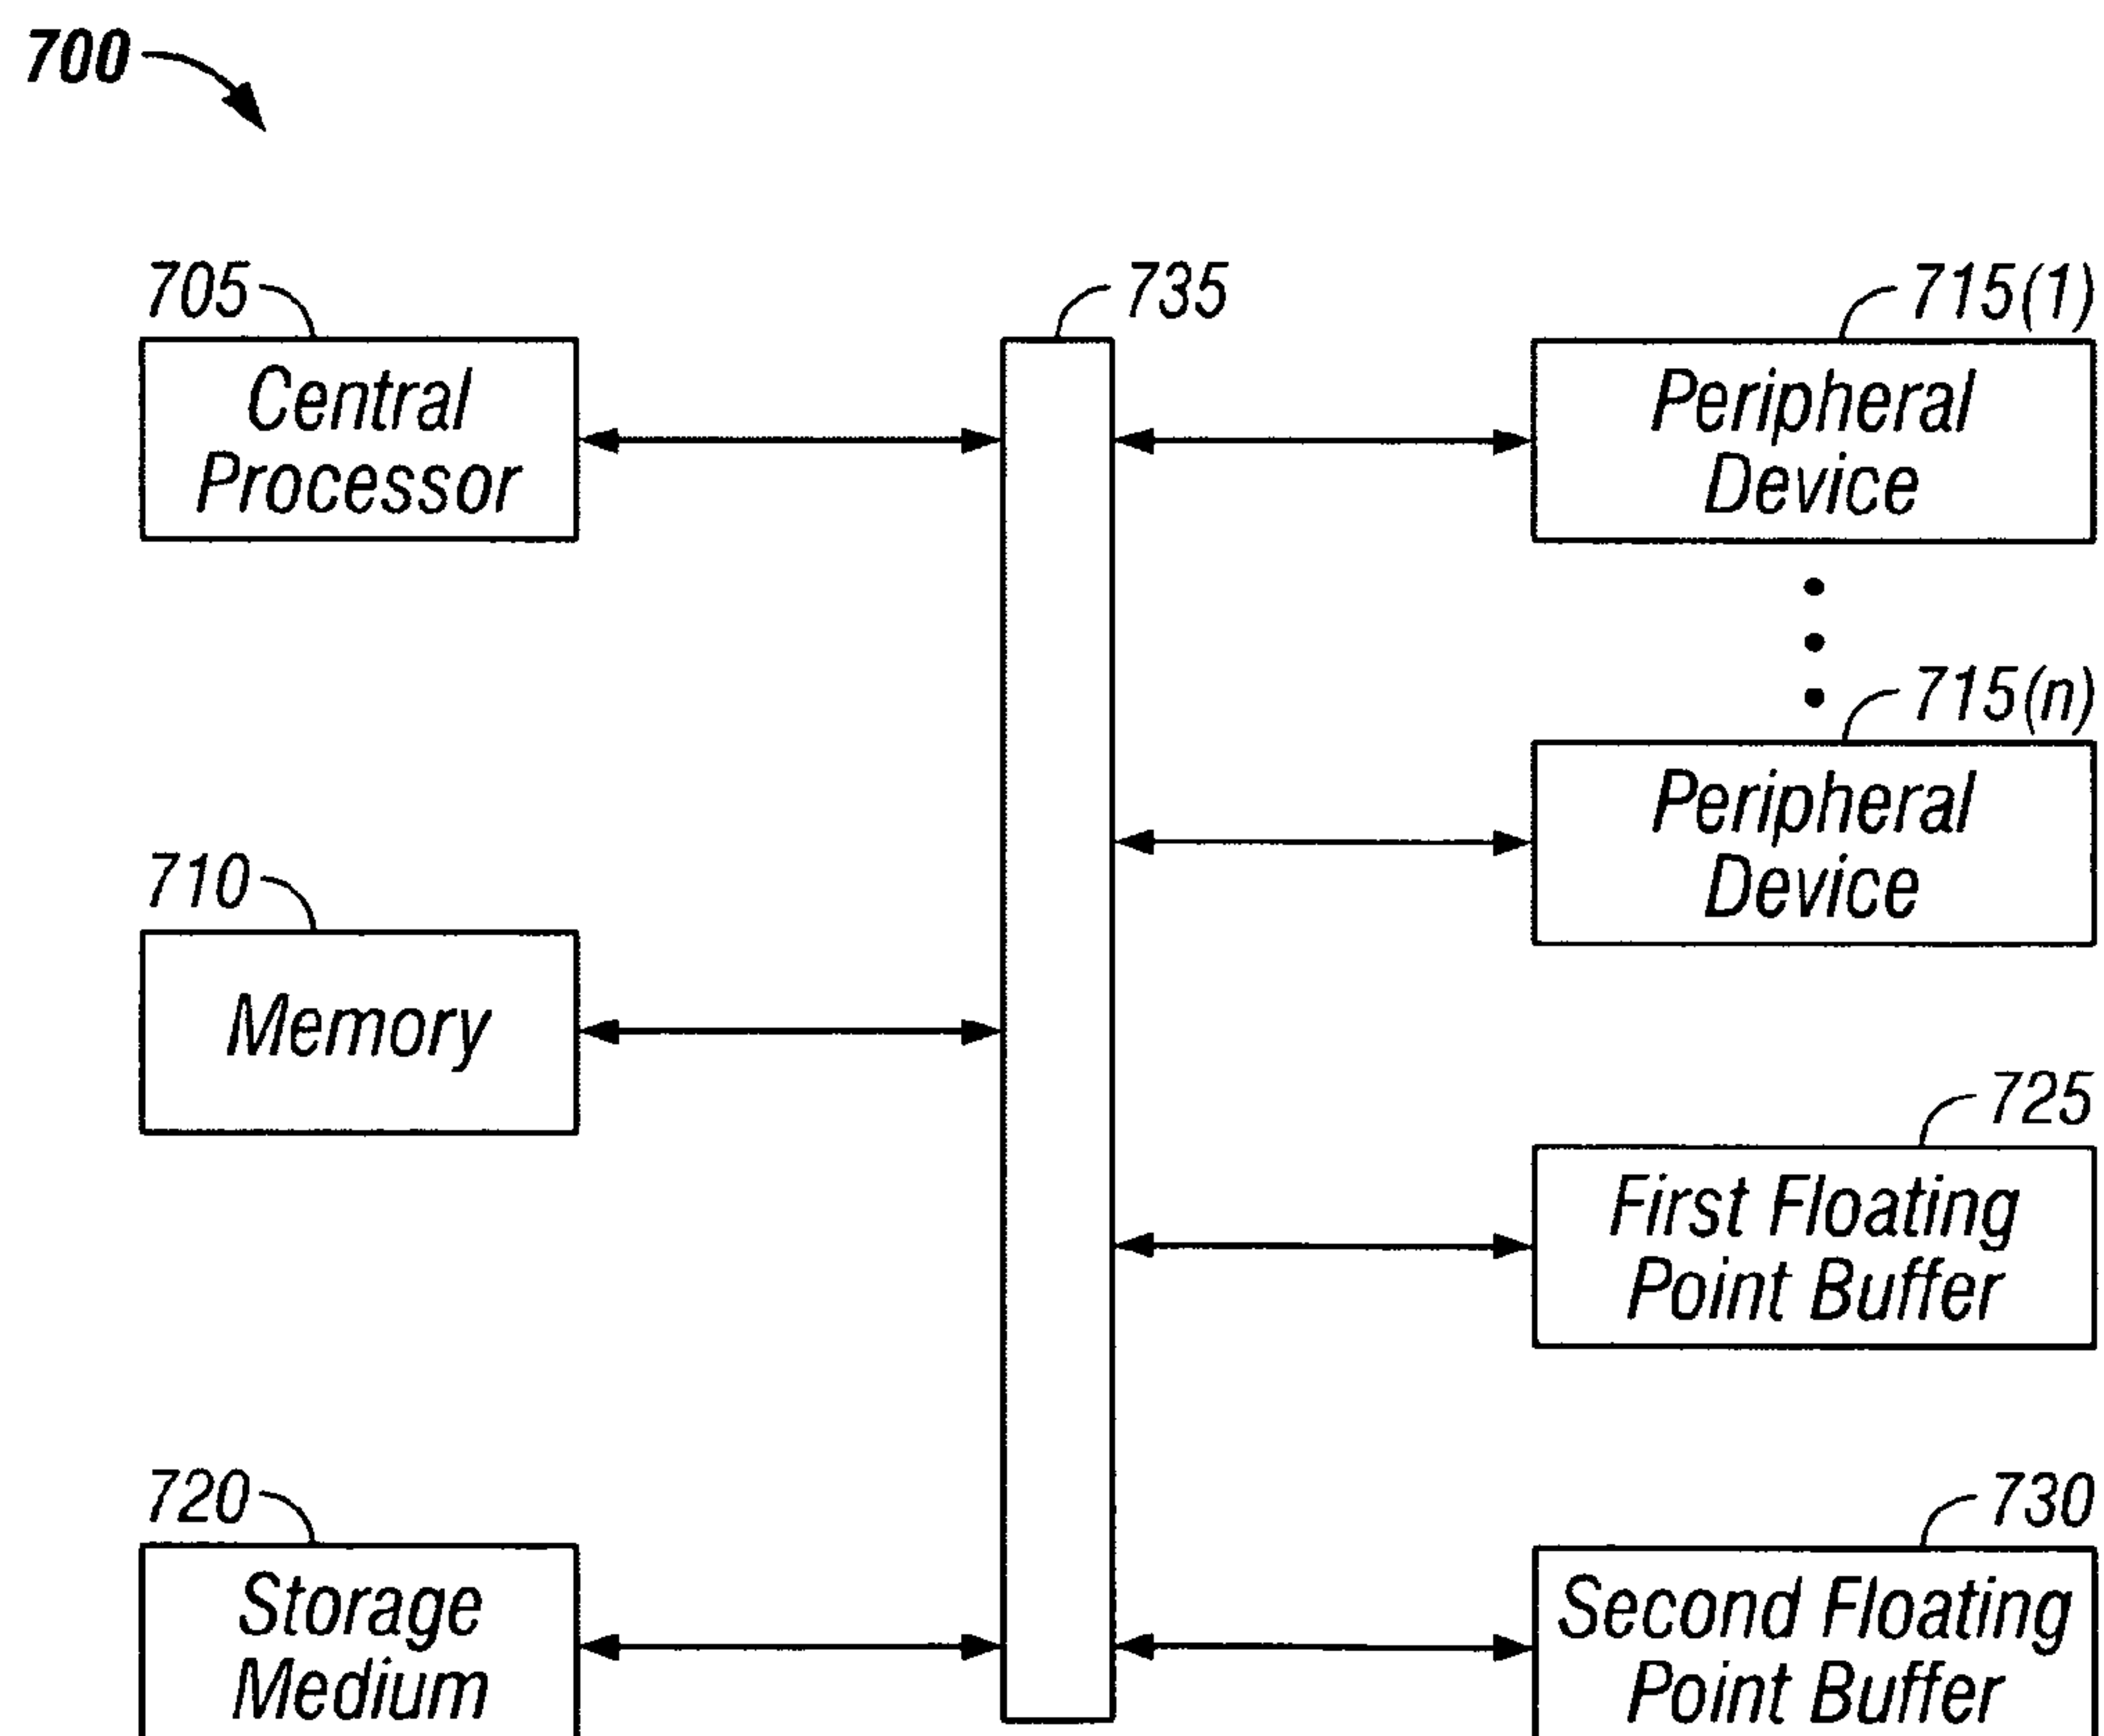 700
705
Central
Processor
735
715(1)
Peripheral
Device
715(n)
Peripheral
Device
710
Memory
725
First Floating
Point Buffer
720
Storage
Medium
730
Second Floating
Point Buffer